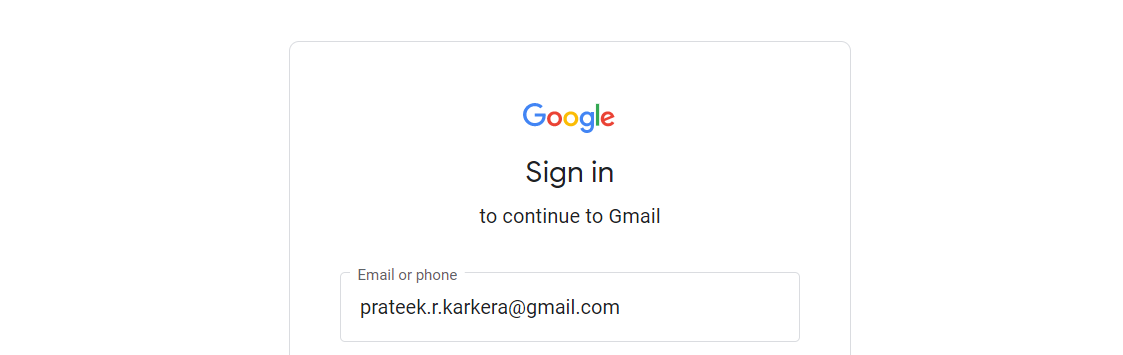 Google
Sign in
to continue to Gmail
Email or phone
prateek.r.karkera@gmail.com